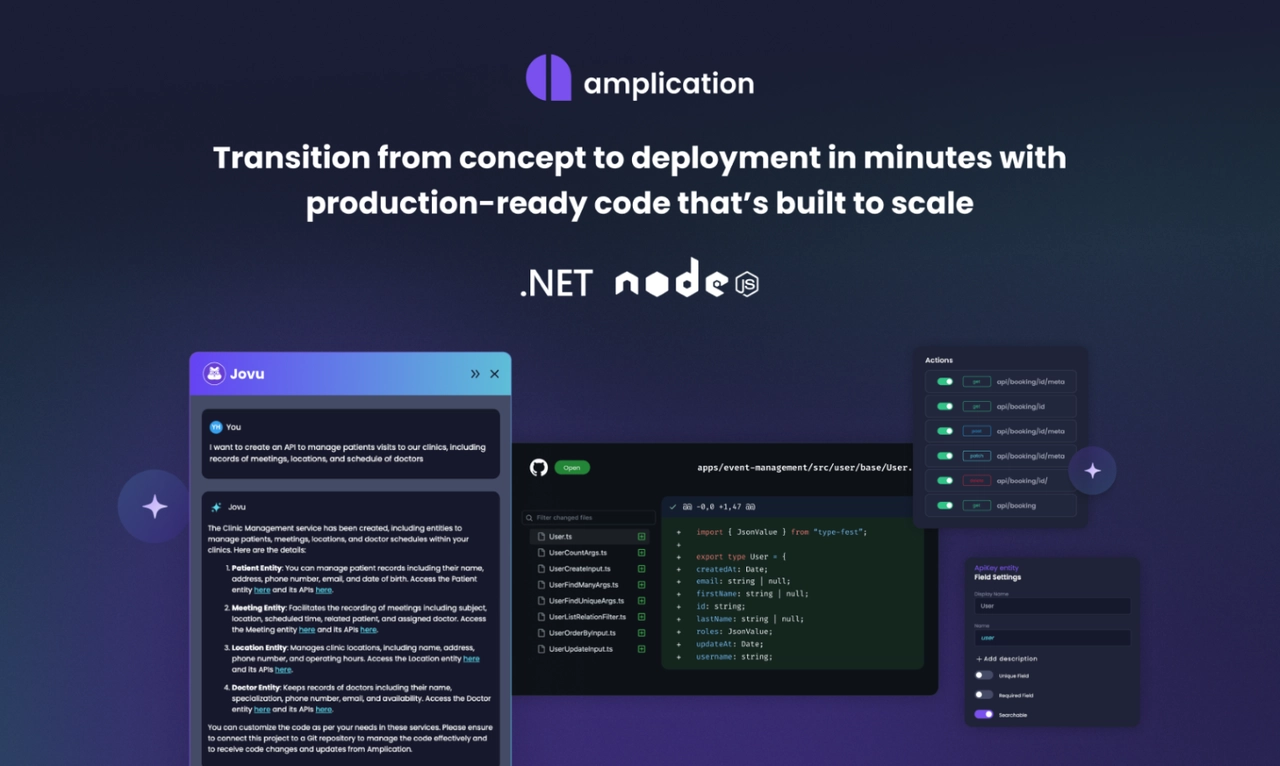 amplication
Transition from concept to deployment in minutes with
production-ready code that's built to scale
.NET node JS
Jovu
YH You
I want to create an API to manage patients visits to our clinics, including
records of meetings, locations, and schedule of doctors
Jovu
The Clinic Management service has been created, including entities to
manage patients, meetings, locations, and doctor schedules within your
clinics. Here are the details:
1. Patient Entity: You can manage patient records including their name,
address, phone number, email, and date of birth. Access the Patient
entity here and its APIs here.
2. Meeting Entity: Facilitates the recording of meetings including subject,
location, scheduled time, related patient, and assigned doctor. Access
the Meeting entity here and its APIs here.
3. Location Entity: Manages clinic locations, including name, address,
phone number, and operating hours. Access the Location entity here
and its APIs here.
4. Doctor Entity: Keeps records of doctors including their name,
specialization, phone number, email, and availability. Access the Doctor
entity here and its APIs here.
You can customize the code as per your needs in these services. Please ensure
to connect this project to a Git repository to manage the code effectively and
to receive code changes and updates from Amplication.
Open
apps/event-management/src/user/base/User.
Filter changed files
User.ts
UserCountArgs.ts
UserCreateInput.ts
UserFindManyArgs.ts
UserFindUniqueArgs.ts
UserListRelationFilter.ts
UserOrderByInput.ts
UserUpdateInput.ts
@@ -0,0 +1,47 @@
+ import { JsonValue } from "type-fest";
+
+ export type User = {
+ createdAt: Date;
+ email: string | null;
+ firstName: string | null;
+ id: string;
+ lastName: string | null;
+ roles: JsonValue;
+ updateAt: Date;
+ username: string;
Actions
get api/booking/id/meta
get api/booking/id
post api/booking/id/meta
patch api/booking/id/meta
api/booking/id/
get api/booking
ApiKey entity
Field Settings
Display Name
User
Name
user
+ Add description
Unique Field
Required Field
Searchable